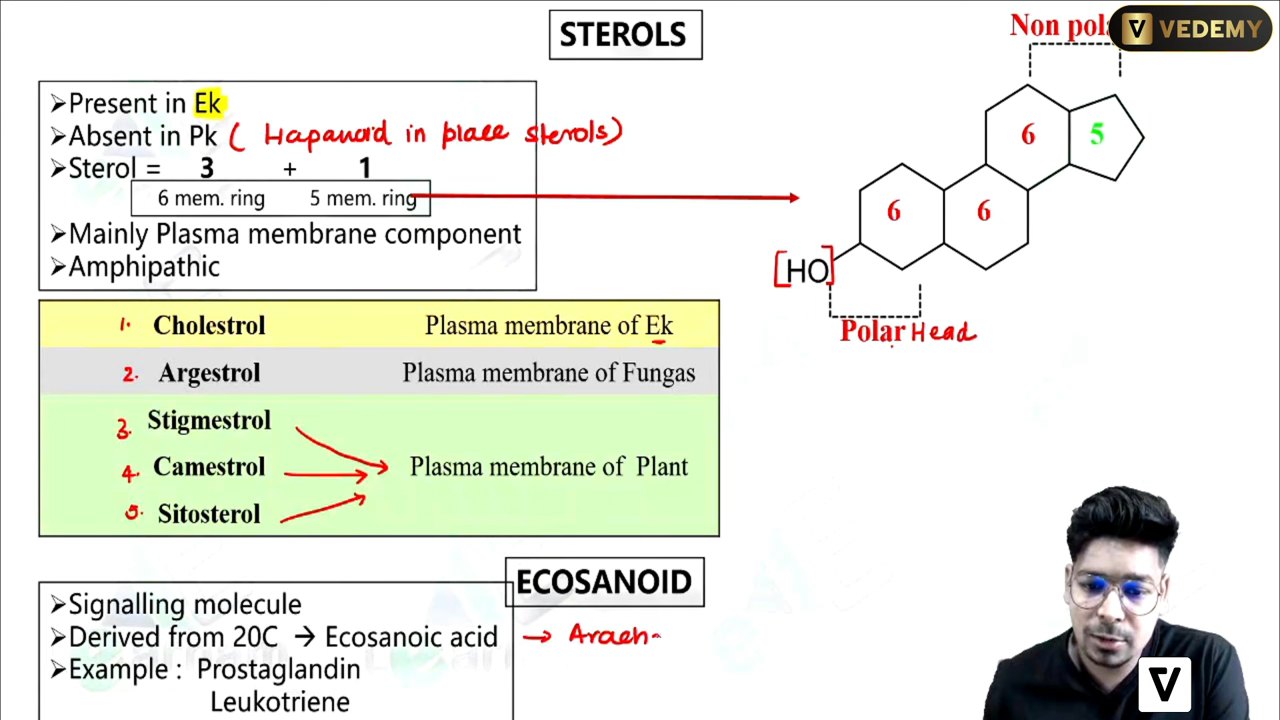 STEROLS
Non pola
VEDEMY
➢Present in Ek
➢Absent in Pk ( Hapanoid in place sterols)
➢Sterol = 3 + 1
6 mem. ring 5 mem. ring
➢Mainly Plasma membrane component
➢Amphipathic
6 5
6 6
[HO]
Polar Head
1. Cholestrol Plasma membrane of Ek
2. Argestrol Plasma membrane of Fungas
3. Stigmestrol
4. Camestrol Plasma membrane of Plant
5. Sitosterol
ECOSANOID
➢Signalling molecule
➢Derived from 20C → Ecosanoic acid → Arach-
➢Example : Prostaglandin
Leukotriene